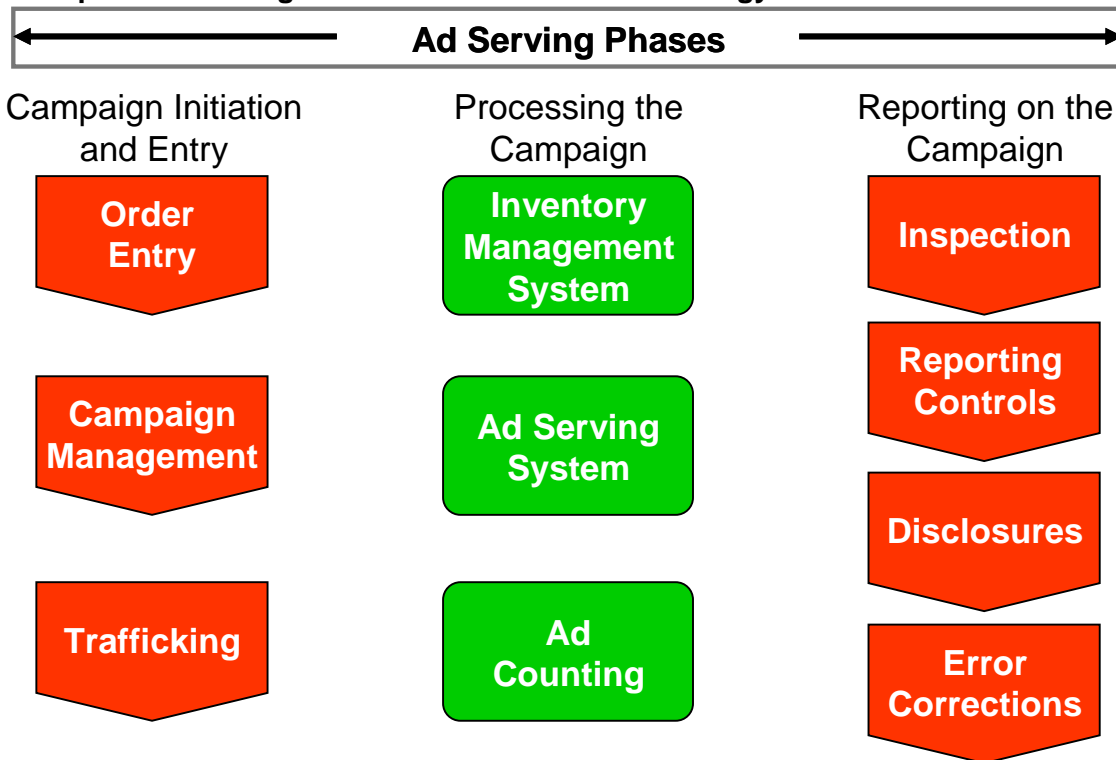 Ad Serving Phases
Campaign Initiation
and Entry
Order
Entry
Campaign
Management
Trafficking
Processing the
Campaign
Inventory
Management
System
Ad Serving
System
Ad
Counting
Reporting on the
Campaign
Inspection
Reporting
Controls
Disclosures
Error
Corrections